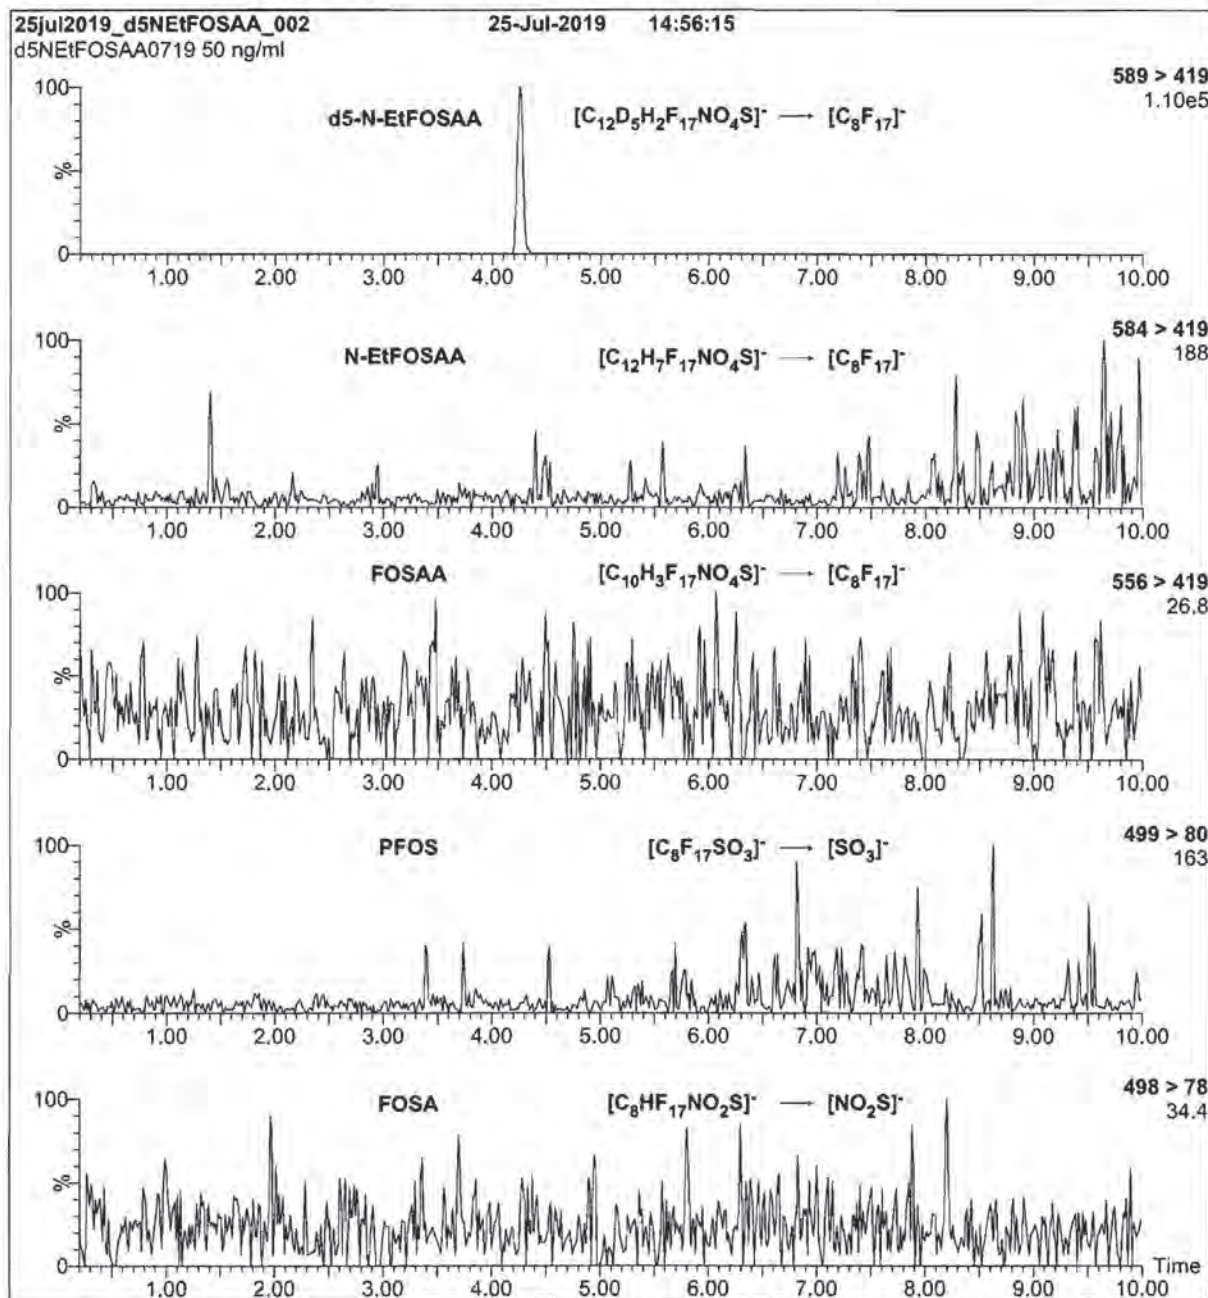 25jul2019_d5NEtFOSAA_002 25-Jul-2019 14:56:15
d5NEtFOSAA0719 50 ng/ml
589 > 419
1.10e5
100
d5-N-EtFOSAA [C12D5H2F17NO4S]⁻ ⟶ [C8F17]⁻
%
0
1.00 2.00 3.00 4.00 5.00 6.00 7.00 8.00 9.00 10.00
584 > 419
188
100
N-EtFOSAA [C12H7F17NO4S]⁻ ⟶ [C8F17]⁻
%
0
1.00 2.00 3.00 4.00 5.00 6.00 7.00 8.00 9.00 10.00
FOSAA [C10H3F17NO4S]⁻ ⟶ [C8F17]⁻
556 > 419
26.8
100
%
0
1.00 2.00 3.00 4.00 5.00 6.00 7.00 8.00 9.00 10.00
499 > 80
163
100
PFOS [C8F17SO3]⁻ ⟶ [SO3]⁻
%
0
1.00 2.00 3.00 4.00 5.00 6.00 7.00 8.00 9.00 10.00
498 > 78
34.4
100
FOSA [C8HF17NO2S]⁻ ⟶ [NO2S]⁻
%
0
Time
1.00 2.00 3.00 4.00 5.00 6.00 7.00 8.00 9.00 10.00